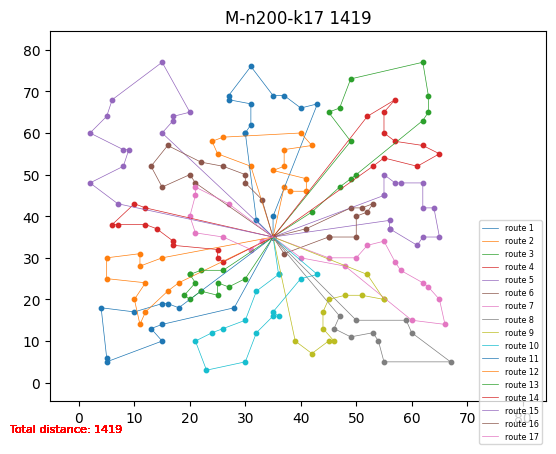 M-n200-k17 1419
80
70
60
50
40
30
20
10
0
0
10
20
30
40
50
60
70
80
route 1
route 2
route 3
route 4
route 5
route 6
route 7
route 8
route 9
route 10
route 11
route 12
route 13
route 14
route 15
route 16
route 17
Total distance: 1419